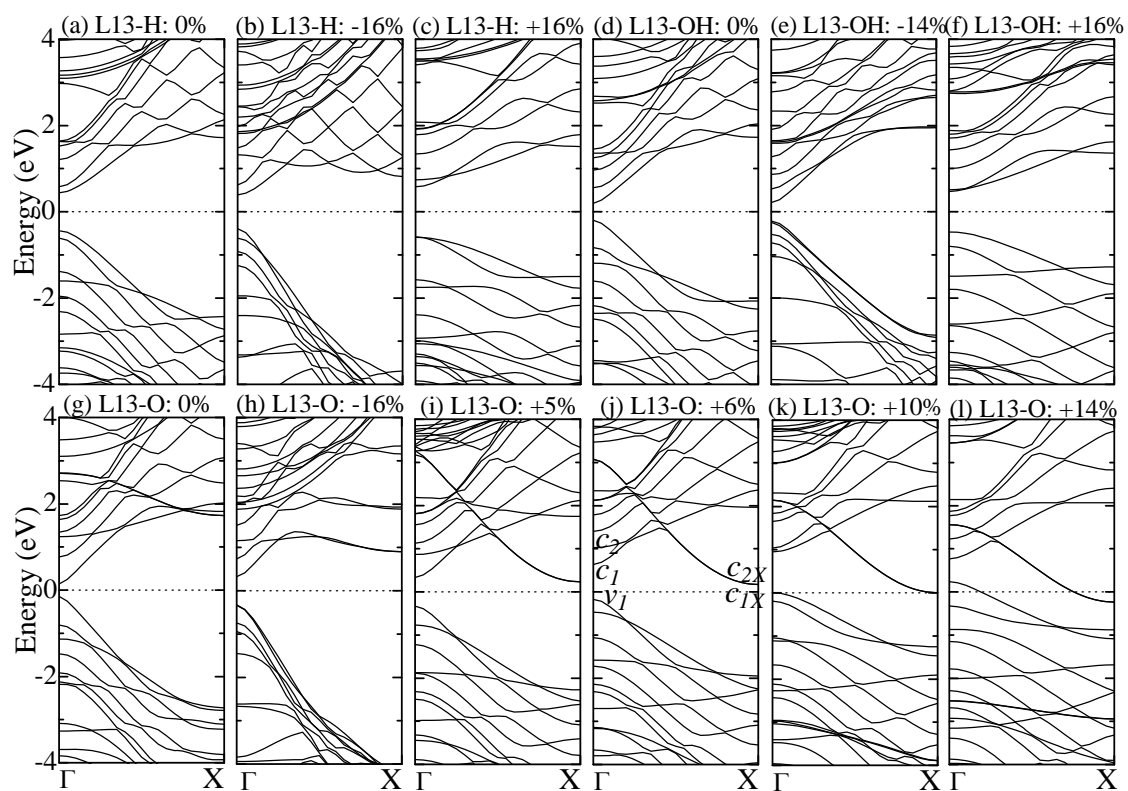 (a) L13-H: 0% (b) L13-H: -16% (c) L13-H: +16% (d) L13-OH: 0% (e) L13-OH: -14% (f) L13-OH: +16%
4
2
0
-2
-4
Energy (eV)
(g) L13-O: 0% (h) L13-O: -16% (i) L13-O: +5% (j) L13-O: +6% (k) L13-O: +10% (l) L13-O: +14%
4
2
0
-2
-4
Energy (eV)
c2
c1
v1
c2X
c1X
Γ X Γ X Γ X Γ X Γ X Γ X